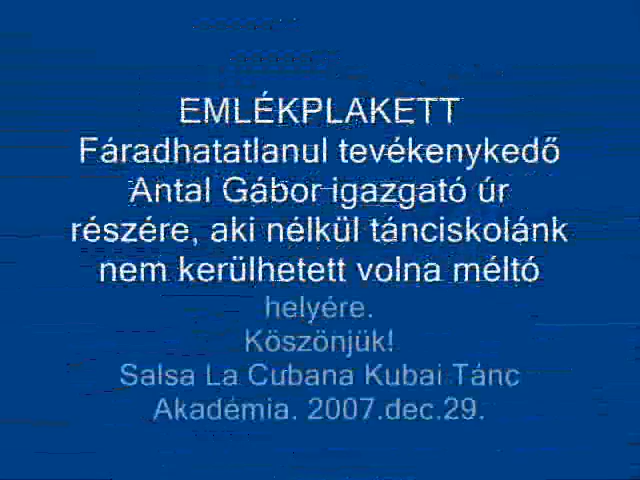 EMLÉKPLAKETT
Fáradhatatlanul tevékenykedő
Antal Gábor igazgató úr
részére, aki nélkül tánciskolánk
nem kerülhetett volna méltó
helyére.
Köszönjük!
Salsa La Cubana Kubai Tánc
Akadémia. 2007.dec.29.